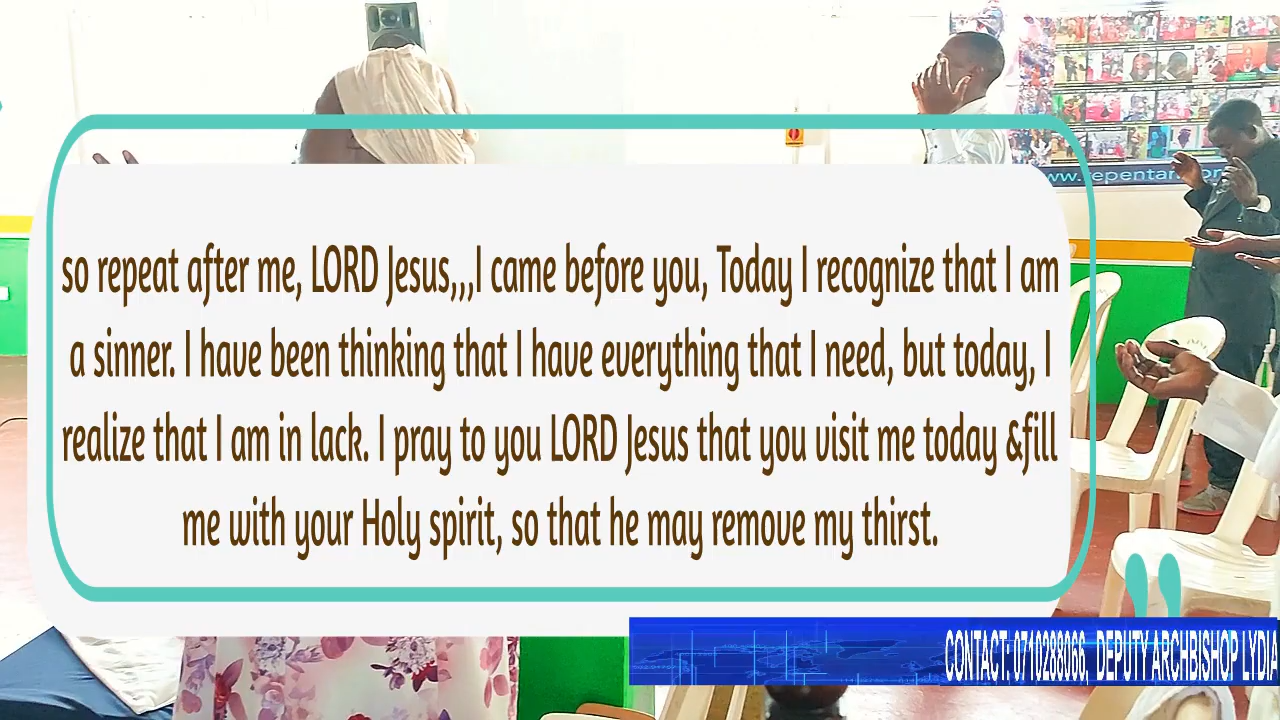 so repeat after me, LORD Jesus,,,I came before you, Today I recognize that I am
a sinner. I have been thinking that I have everything that I need, but today, I
realize that I am in lack. I pray to you LORD Jesus that you visit me today &fill
me with your Holy spirit, so that he may remove my thirst.
CONTACT: 0710288066, DEPUTY ARCHBISHOP LYDIA